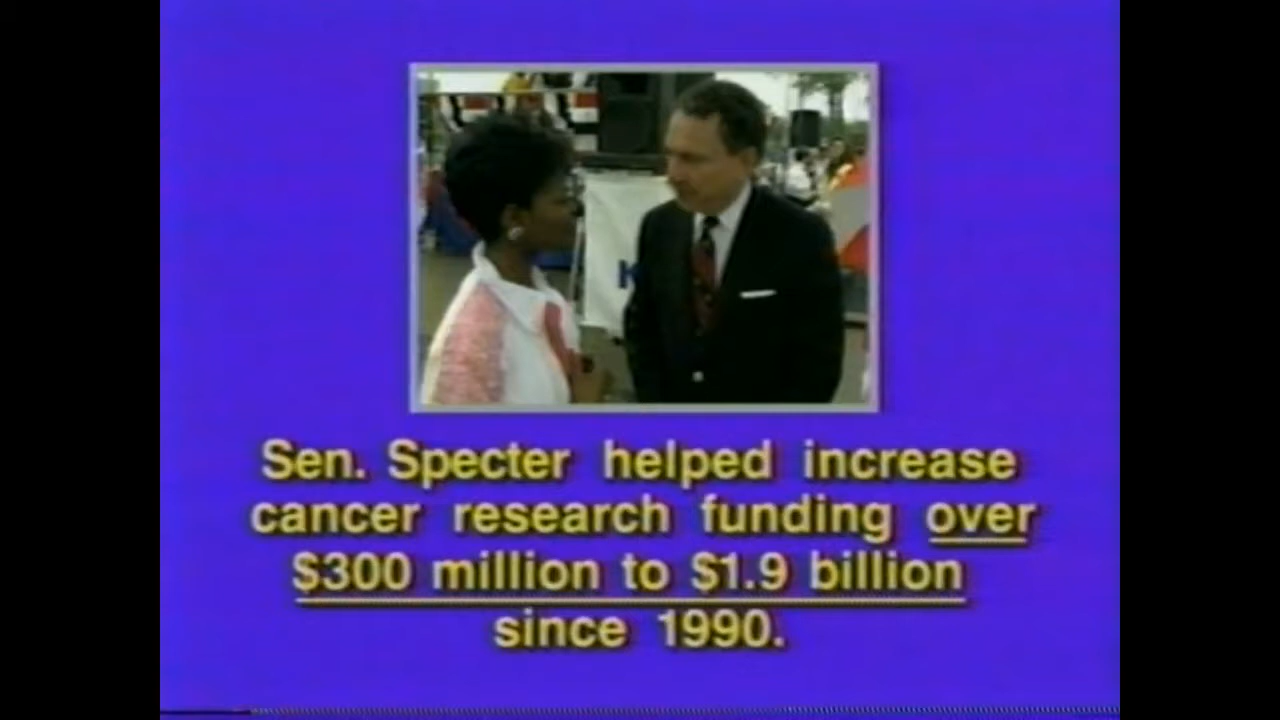 K
Sen. Specter helped increase
cancer research funding over
$300 million to $1.9 billion
since 1990.